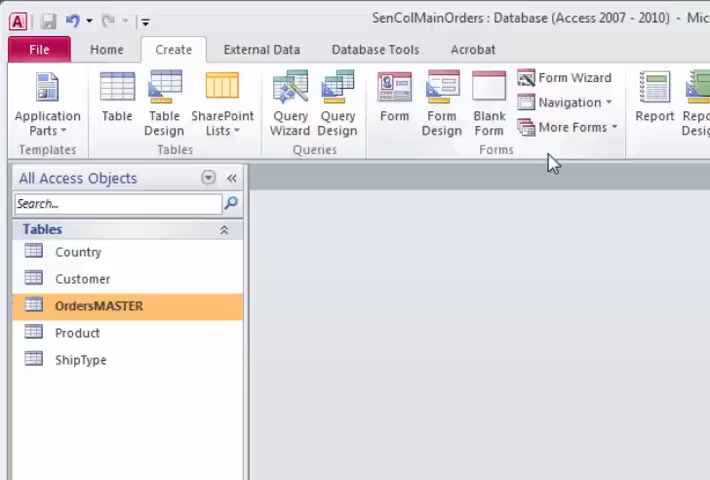 SenColMainOrders : Database (Access 2007 - 2010) - Mic
File Home Create External Data Database Tools Acrobat
Application Parts
Table
Table Design
SharePoint Lists
Query Wizard
Query Design
Form
Form Design
Blank Form
Form Wizard
Navigation
More Forms
Report
Repo
Desig
Templates Tables Queries Forms
All Access Objects
Search...
Tables
Country
Customer
OrdersMASTER
Product
ShipType